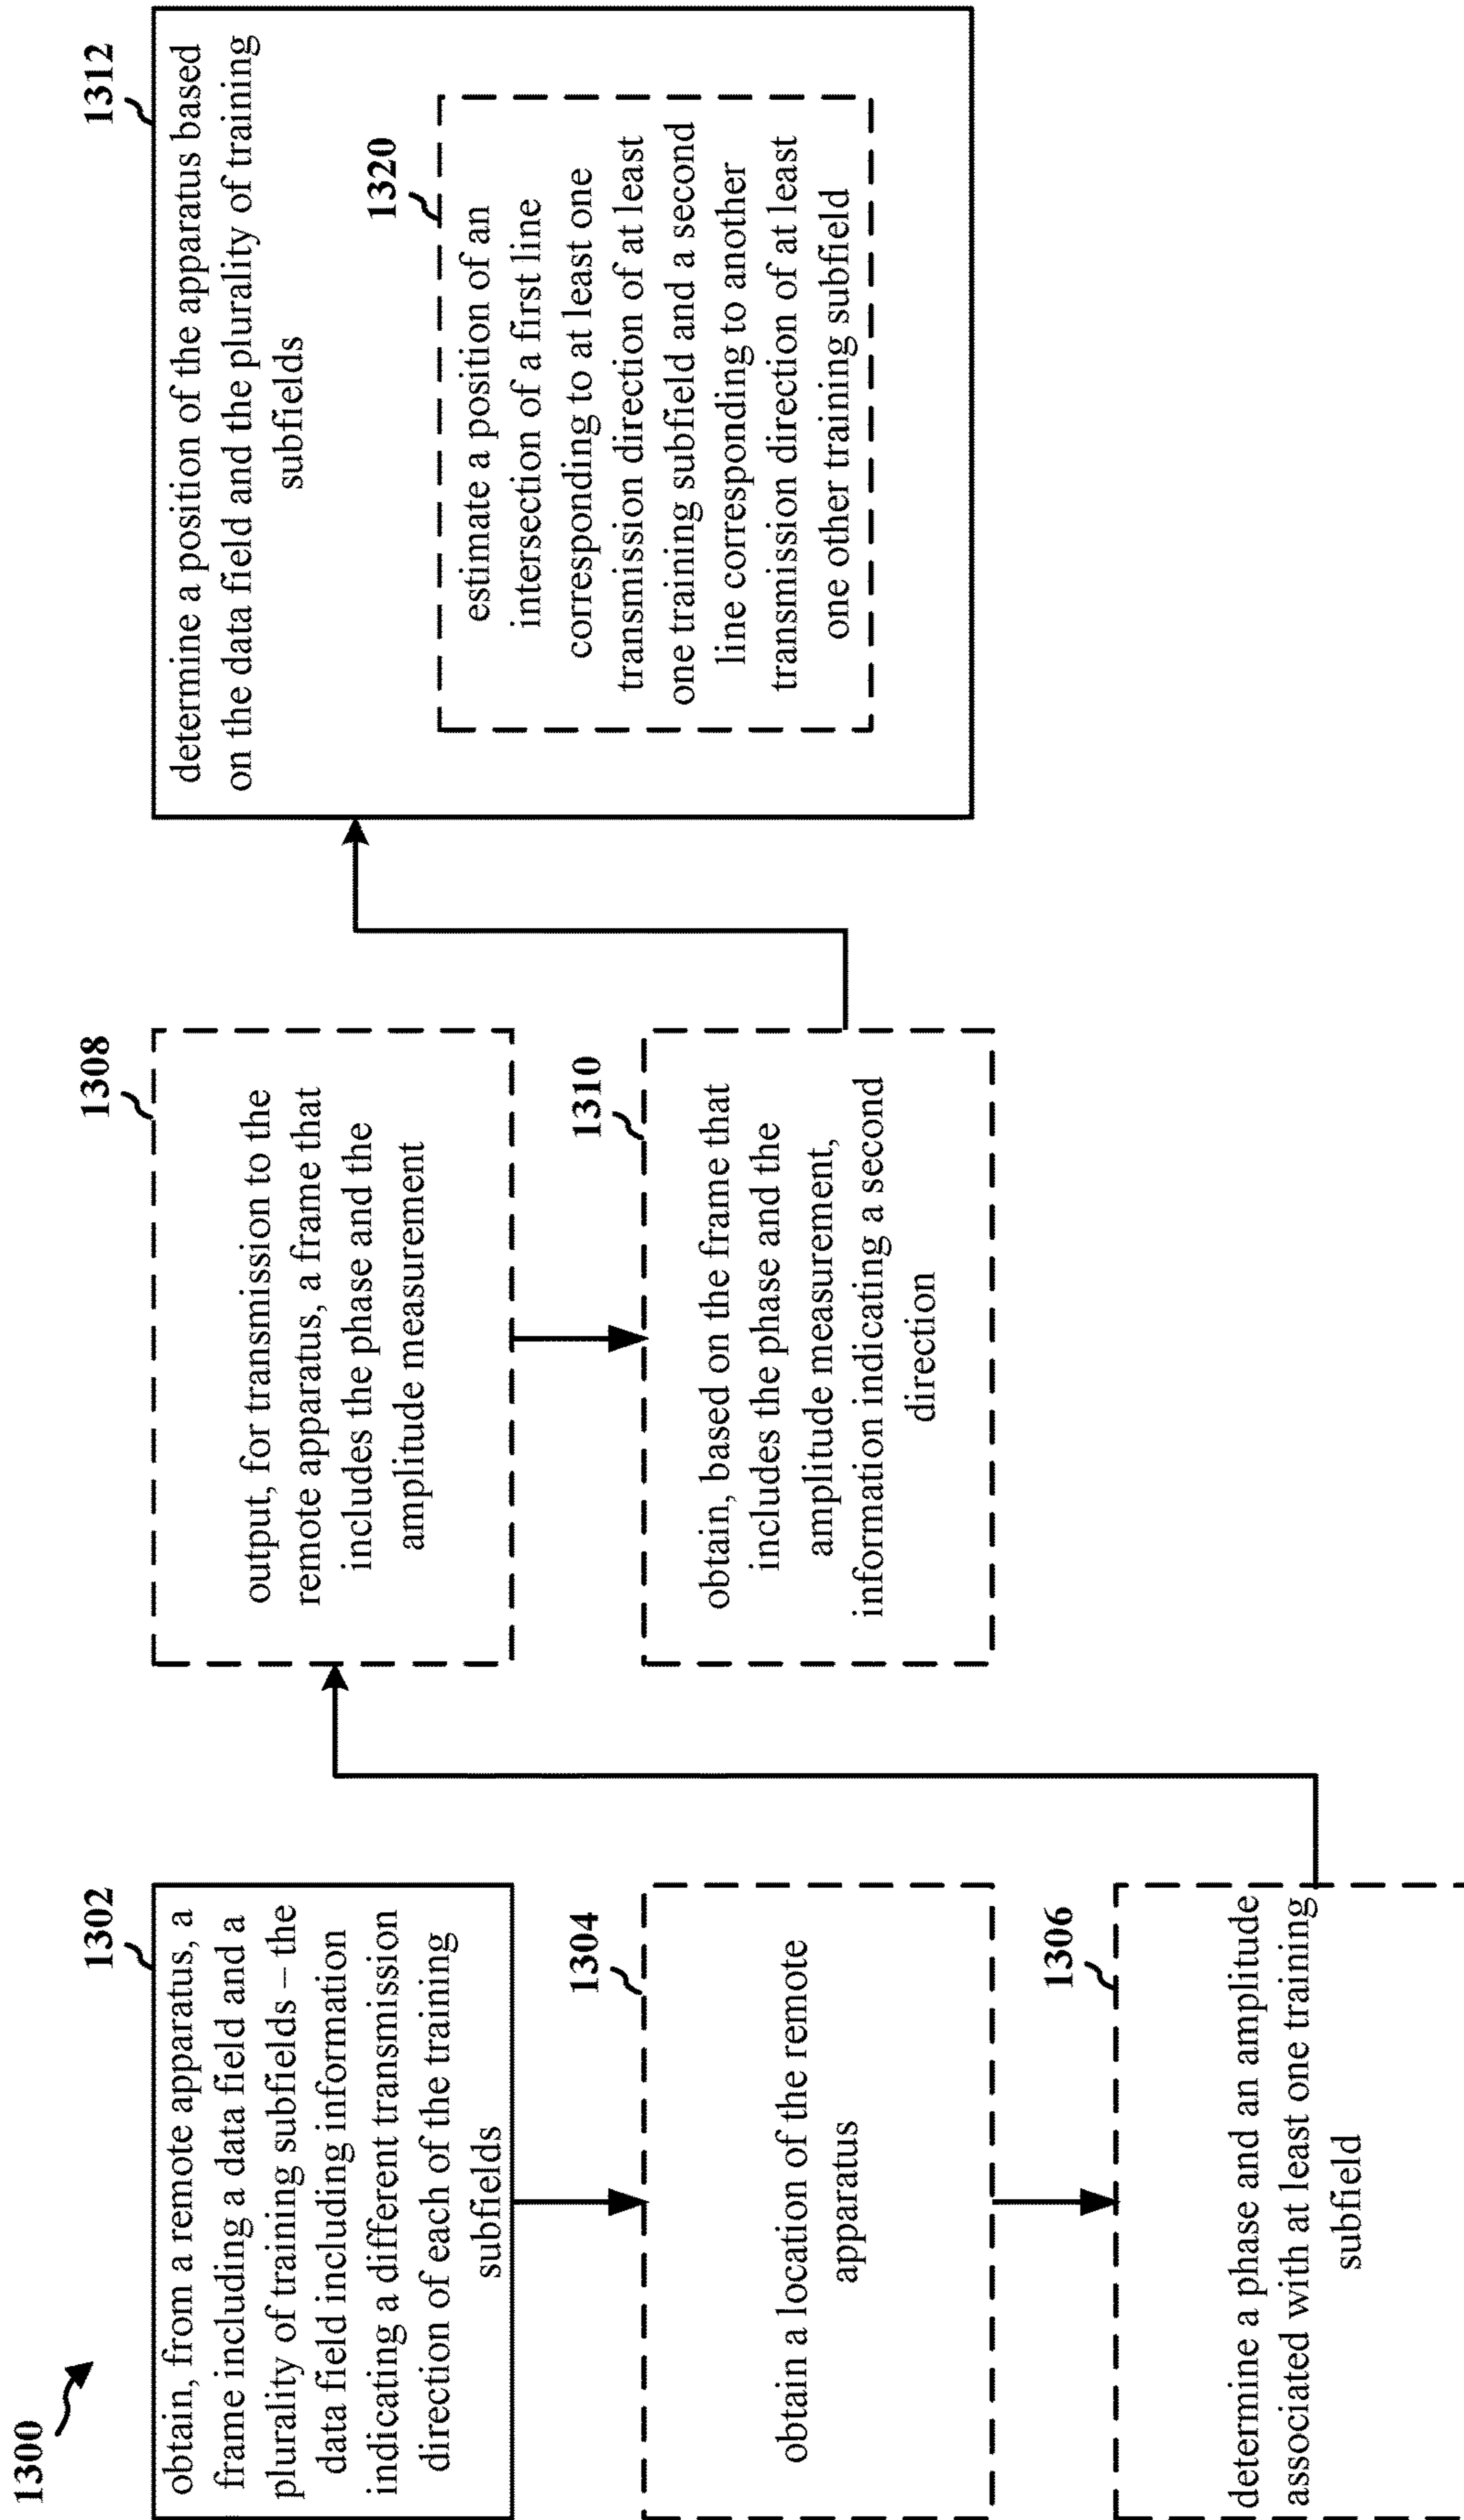 1300
1302
obtain, from a remote apparatus, a
frame including a data field and a
plurality of training subfields – the
data field including information
indicating a different transmission
direction of each of the training
subfields
1304
obtain a location of the remote
apparatus
1306
determine a phase and an amplitude
associated with at least one training
subfield
1308
output, for transmission to the
remote apparatus, a frame that
includes the phase and the
amplitude measurement
1310
obtain, based on the frame that
includes the phase and the
amplitude measurement,
information indicating a second
direction
1312
determine a position of the apparatus based
on the data field and the plurality of training
subfields
1320
estimate a position of an
intersection of a first line
corresponding to at least one
transmission direction of at least
one training subfield and a second
line corresponding to another
transmission direction of at least
one other training subfield